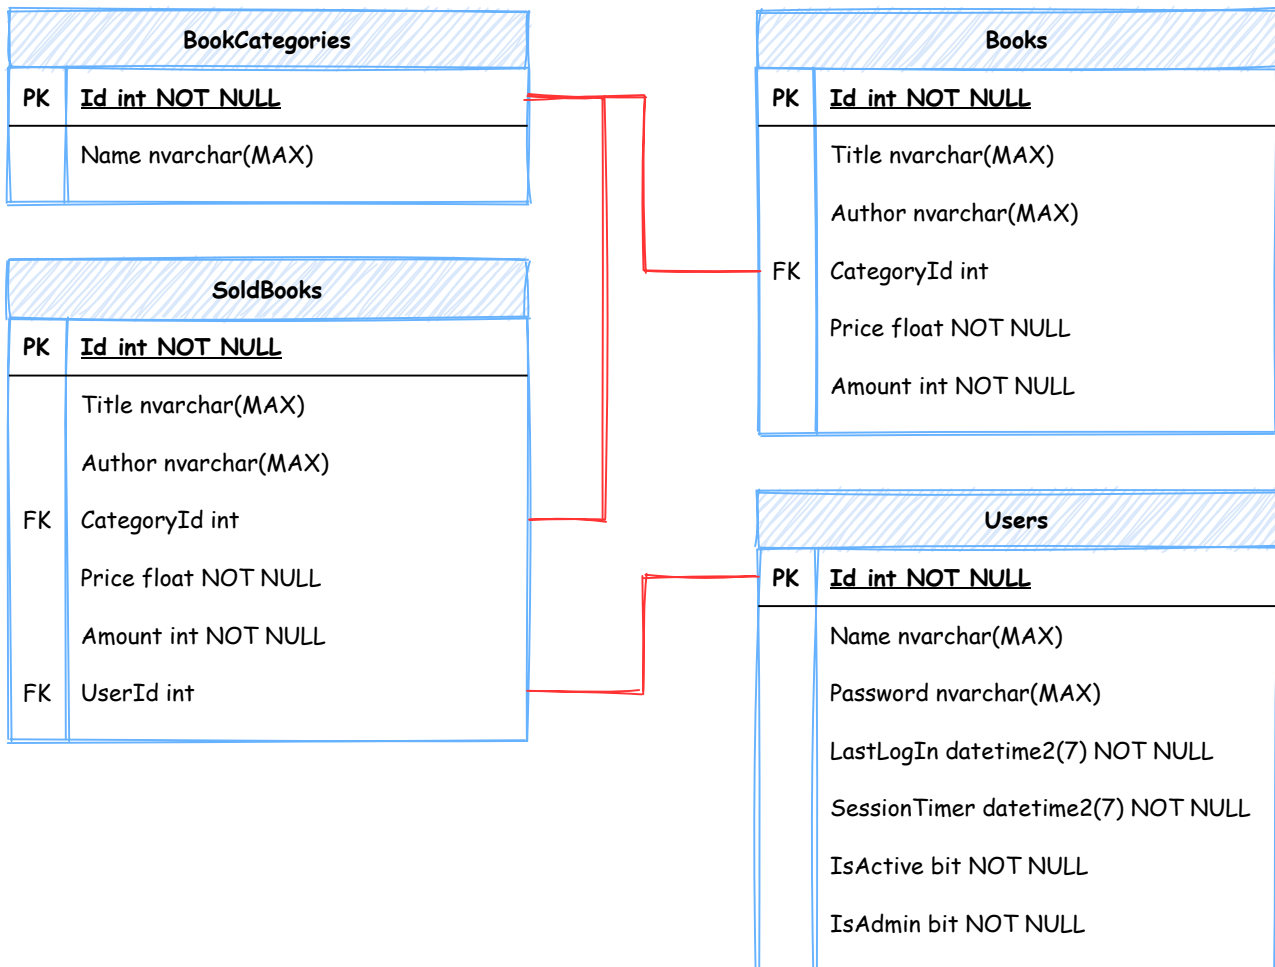 BookCategories
PK Id int NOT NULL
Name nvarchar(MAX)
SoldBooks
PK Id int NOT NULL
Title nvarchar(MAX)
Author nvarchar(MAX)
FK CategoryId int
Price float NOT NULL
Amount int NOT NULL
FK UserId int
Books
PK Id int NOT NULL
Title nvarchar(MAX)
Author nvarchar(MAX)
FK CategoryId int
Price float NOT NULL
Amount int NOT NULL
Users
PK Id int NOT NULL
Name nvarchar(MAX)
Password nvarchar(MAX)
LastLogIn datetime2(7) NOT NULL
SessionTimer datetime2(7) NOT NULL
IsActive bit NOT NULL
IsAdmin bit NOT NULL